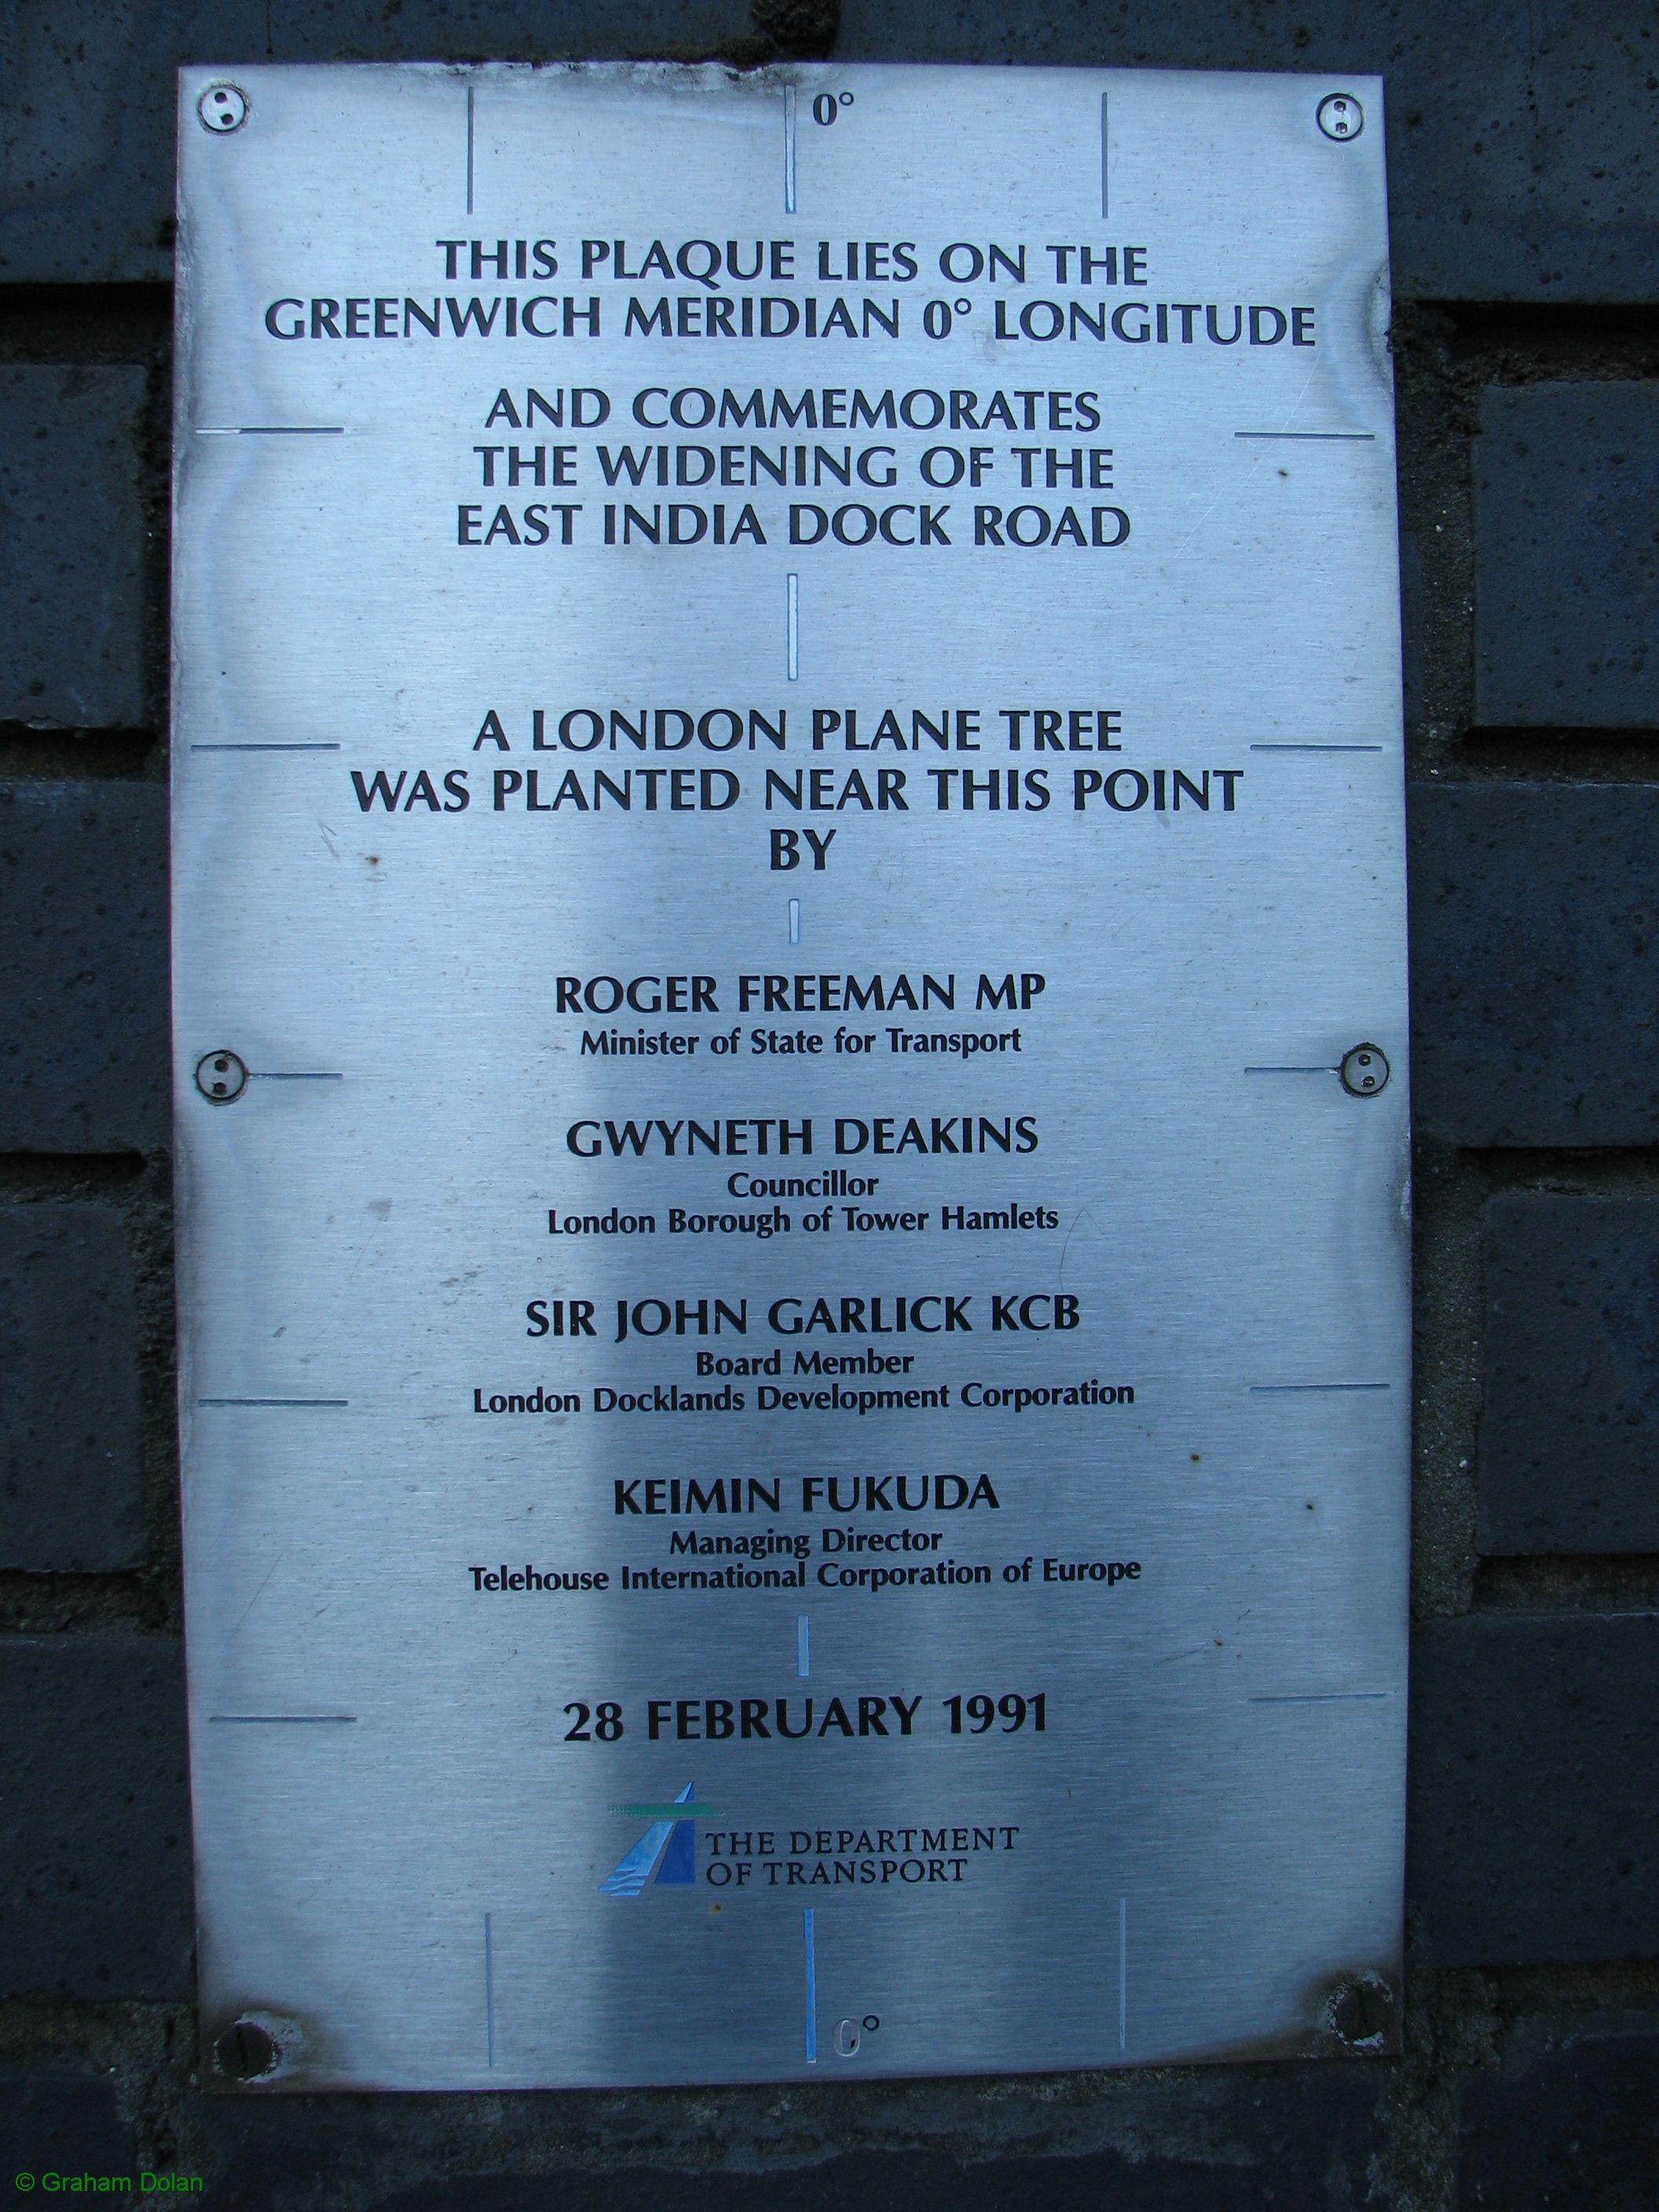 0°
THIS PLAQUE LIES ON THE
GREENWICH MERIDIAN 0° LONGITUDE
AND COMMEMORATES
THE WIDENING OF THE
EAST INDIA DOCK ROAD
A LONDON PLANE TREE
WAS PLANTED NEAR THIS POINT
BY
ROGER FREEMAN MP
Minister of State for Transport
GWYNETH DEAKINS
Councillor
London Borough of Tower Hamlets
SIR JOHN GARLICK KCB
Board Member
London Docklands Development Corporation
KEIMIN FUKUDA
Managing Director
Telehouse International Corporation of Europe
28 FEBRUARY 1991
THE DEPARTMENT
OF TRANSPORT
0°
© Graham Dolan